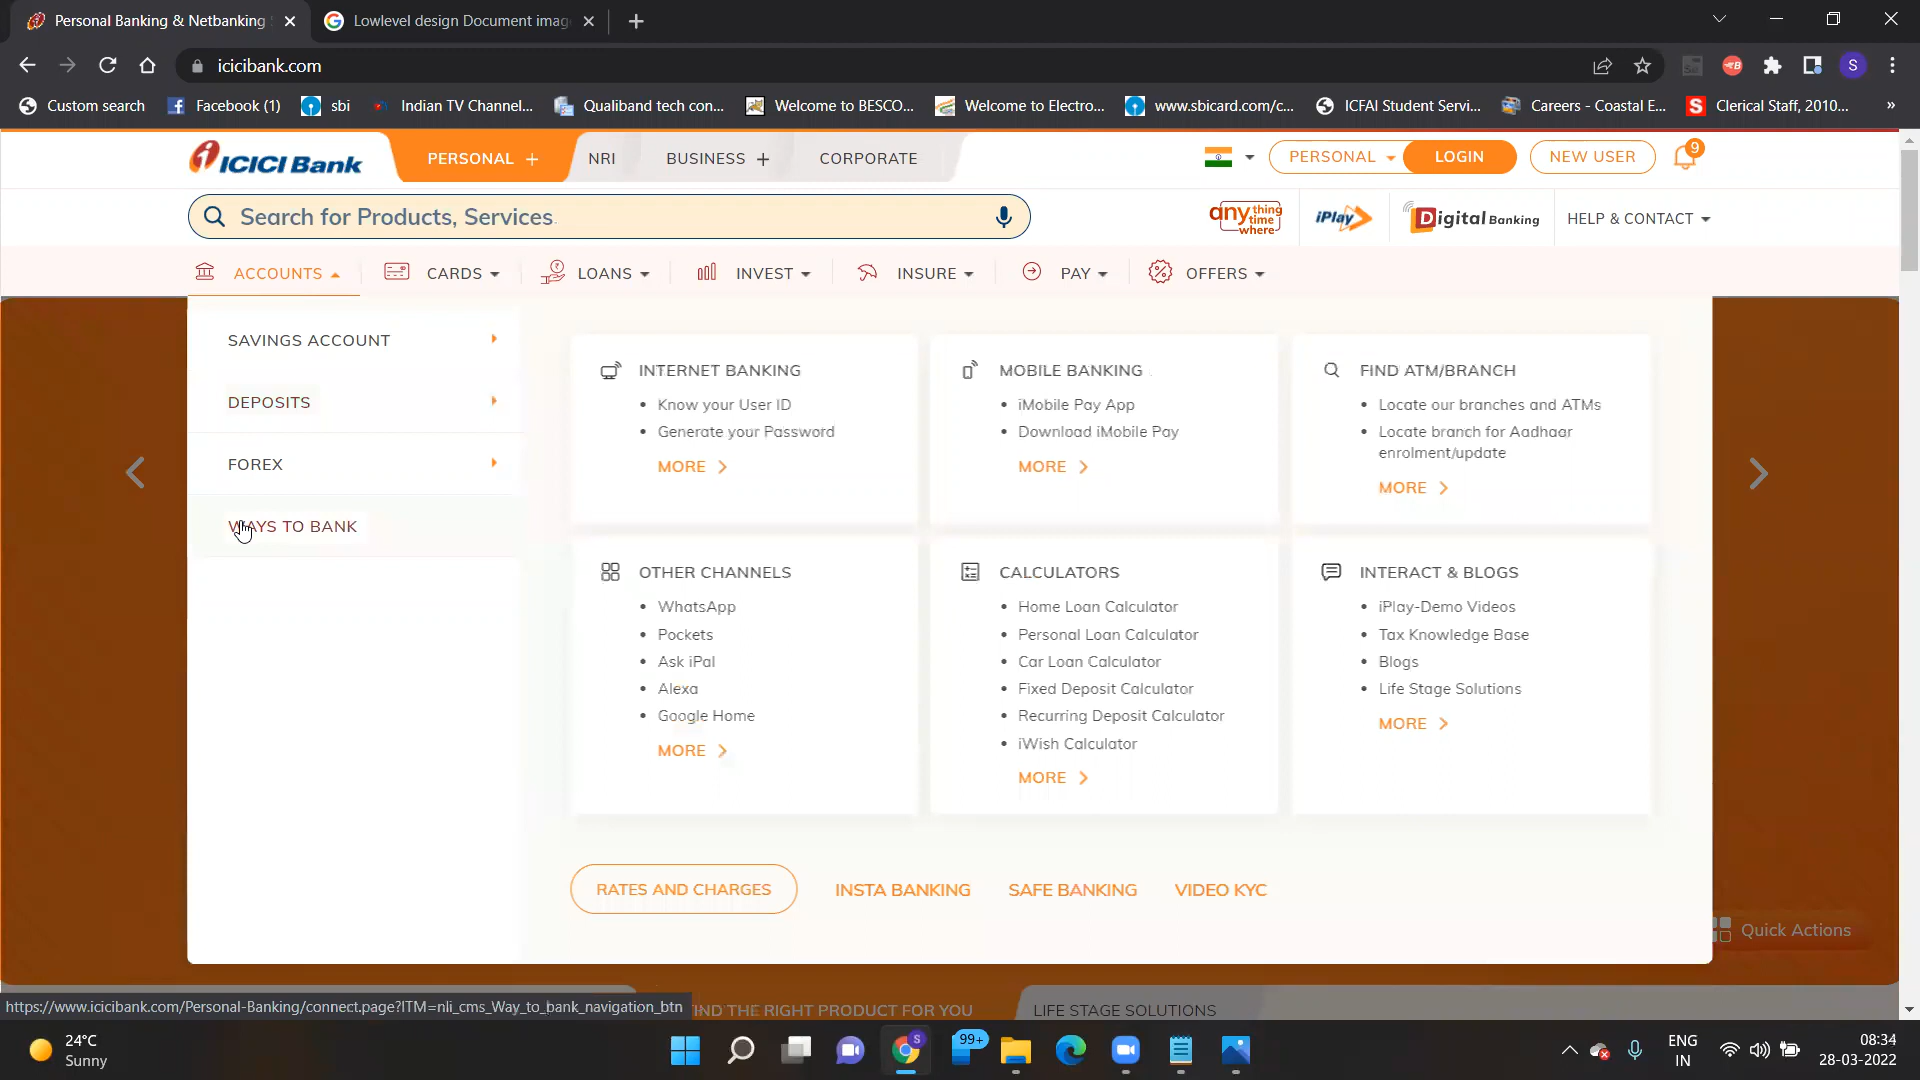 Personal Banking & Netbanking
Lowlevel design Document imag
icicibank.com
S
Custom search
Facebook (1)
sbi
Indian TV Channel...
Qualiband tech con...
Welcome to BESCO...
Welcome to Electro...
www.sbicard.com/c...
ICFAI Student Servi...
Careers - Coastal E...
Clerical Staff, 2010...
ICICI Bank
PERSONAL +
NRI
BUSINESS +
CORPORATE
PERSONAL
LOGIN
NEW USER
9
Search for Products, Services
any thing time where
iPlay
Digital Banking
HELP & CONTACT
ACCOUNTS
CARDS
LOANS
INVEST
INSURE
PAY
OFFERS
SAVINGS ACCOUNT
DEPOSITS
FOREX
WAYS TO BANK
INTERNET BANKING
• Know your User ID
• Generate your Password
MORE >
MOBILE BANKING
• iMobile Pay App
• Download iMobile Pay
MORE >
FIND ATM/BRANCH
• Locate our branches and ATMs
• Locate branch for Aadhaar
enrolment/update
MORE >
OTHER CHANNELS
• WhatsApp
• Pockets
• Ask iPal
• Alexa
• Google Home
MORE >
CALCULATORS
• Home Loan Calculator
• Personal Loan Calculator
• Car Loan Calculator
• Fixed Deposit Calculator
• Recurring Deposit Calculator
• iWish Calculator
MORE >
INTERACT & BLOGS
• iPlay-Demo Videos
• Tax Knowledge Base
• Blogs
• Life Stage Solutions
MORE >
RATES AND CHARGES
INSTA BANKING
SAFE BANKING
VIDEO KYC
Quick Actions
https://www.icicibank.com/Personal-Banking/connect.page?ITM=nli_cms_Way_to_bank_navigation_btn
IND THE RIGHT PRODUCT FOR YOU
LIFE STAGE SOLUTIONS
24°C
Sunny
S
99+
ENG
IN
08:34
28-03-2022